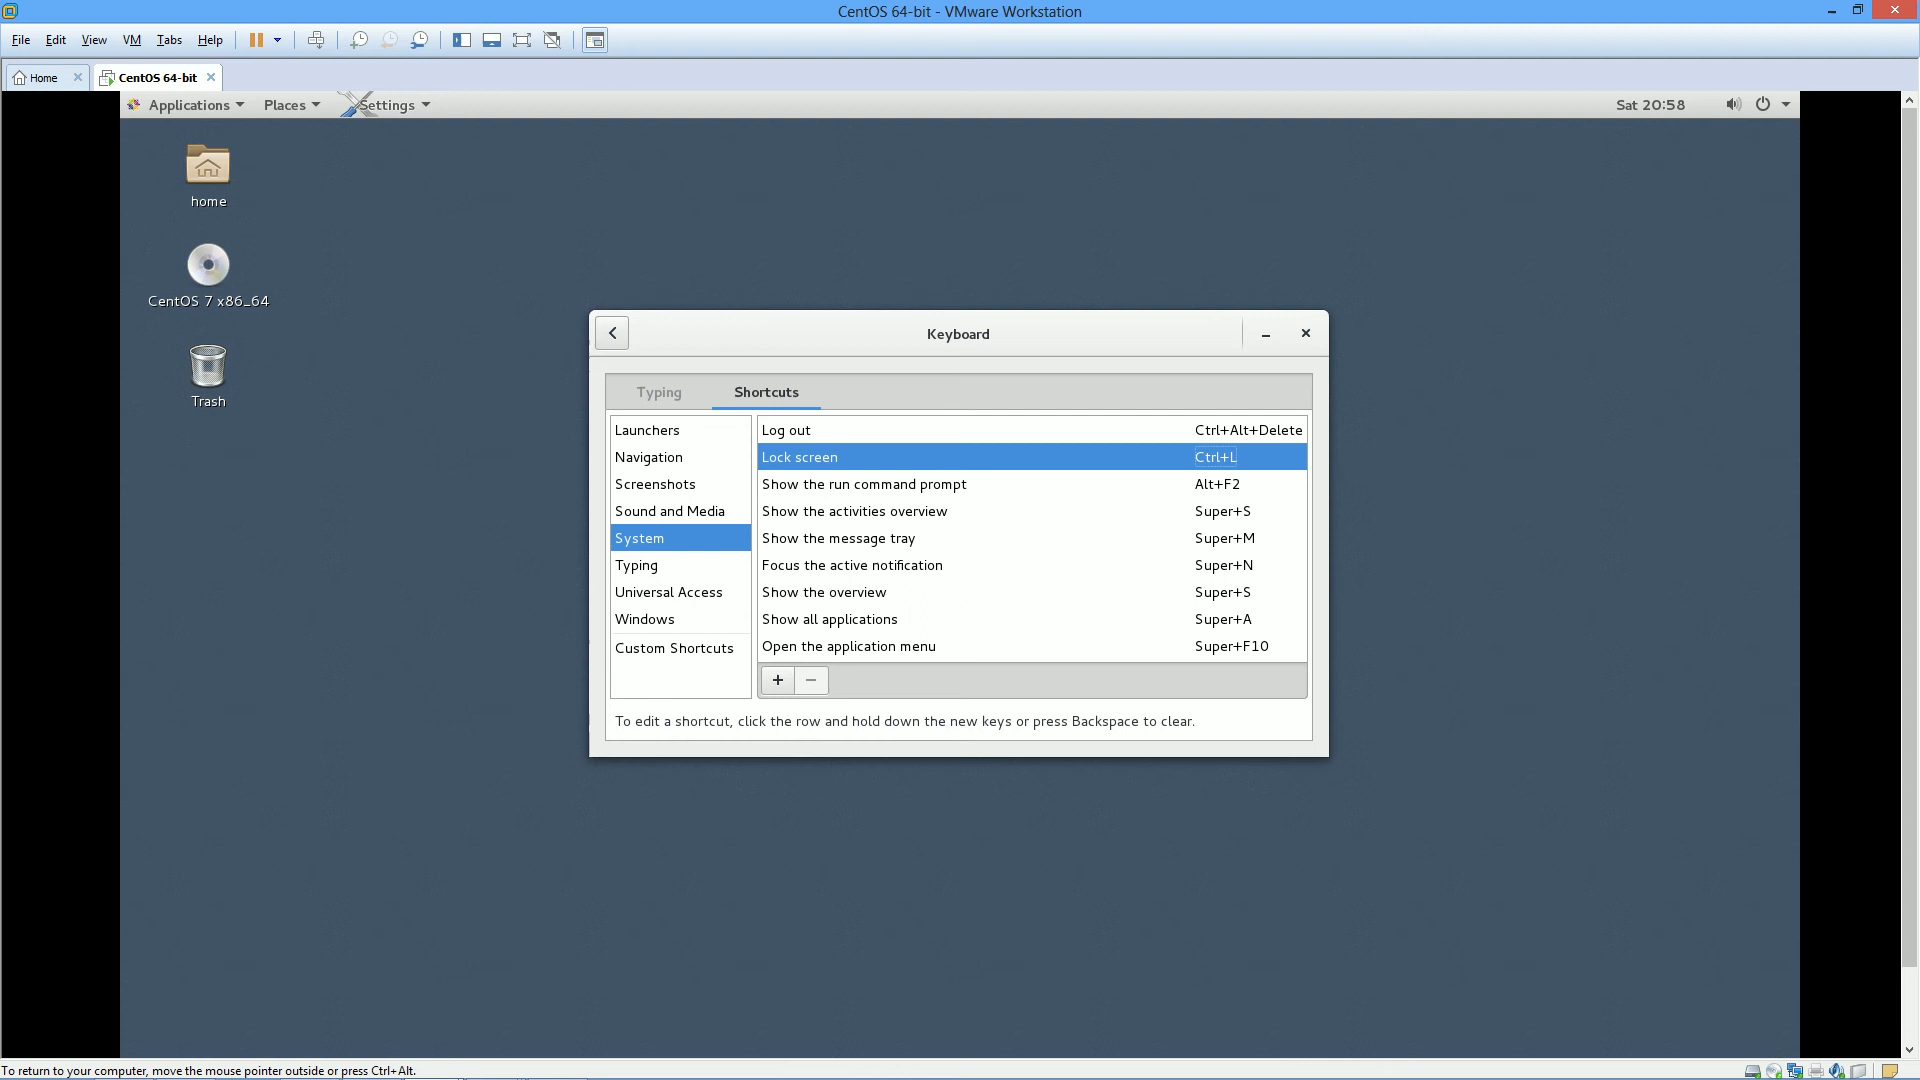 CentOS 64-bit - VMware Workstation
File Edit View VM Tabs Help
Home CentOS 64-bit
Applications Places Settings Sat 20:58
home
CentOS 7 x86_64
Trash
Keyboard
Typing Shortcuts
Launchers
Navigation
Screenshots
Sound and Media
System
Typing
Universal Access
Windows
Custom Shortcuts
Log out Ctrl+Alt+Delete
Lock screen Ctrl+L
Show the run command prompt Alt+F2
Show the activities overview Super+S
Show the message tray Super+M
Focus the active notification Super+N
Show the overview Super+S
Show all applications Super+A
Open the application menu Super+F10
To edit a shortcut, click the row and hold down the new keys or press Backspace to clear.
To return to your computer, move the mouse pointer outside or press Ctrl+Alt.